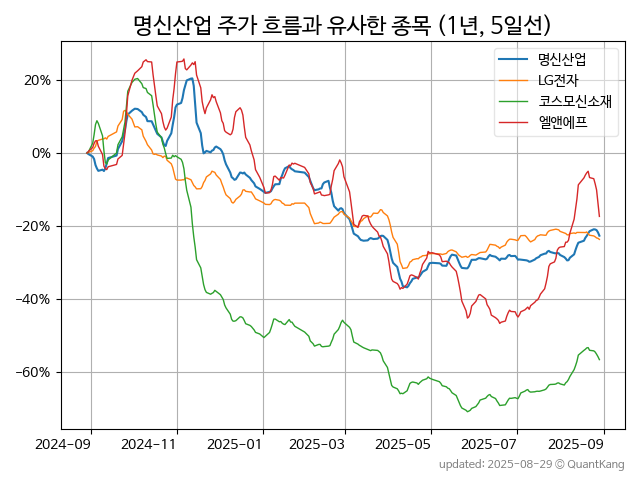 명신산업 주가 흐름과 유사한 종목 (1년, 5일선)
명신산업
LG전자
코스모신소재
엘앤에프
20%
0%
−20%
−40%
−60%
2024-09 2024-11 2025-01 2025-03 2025-05 2025-07 2025-09
updated: 2025-08-29 © QuantKang